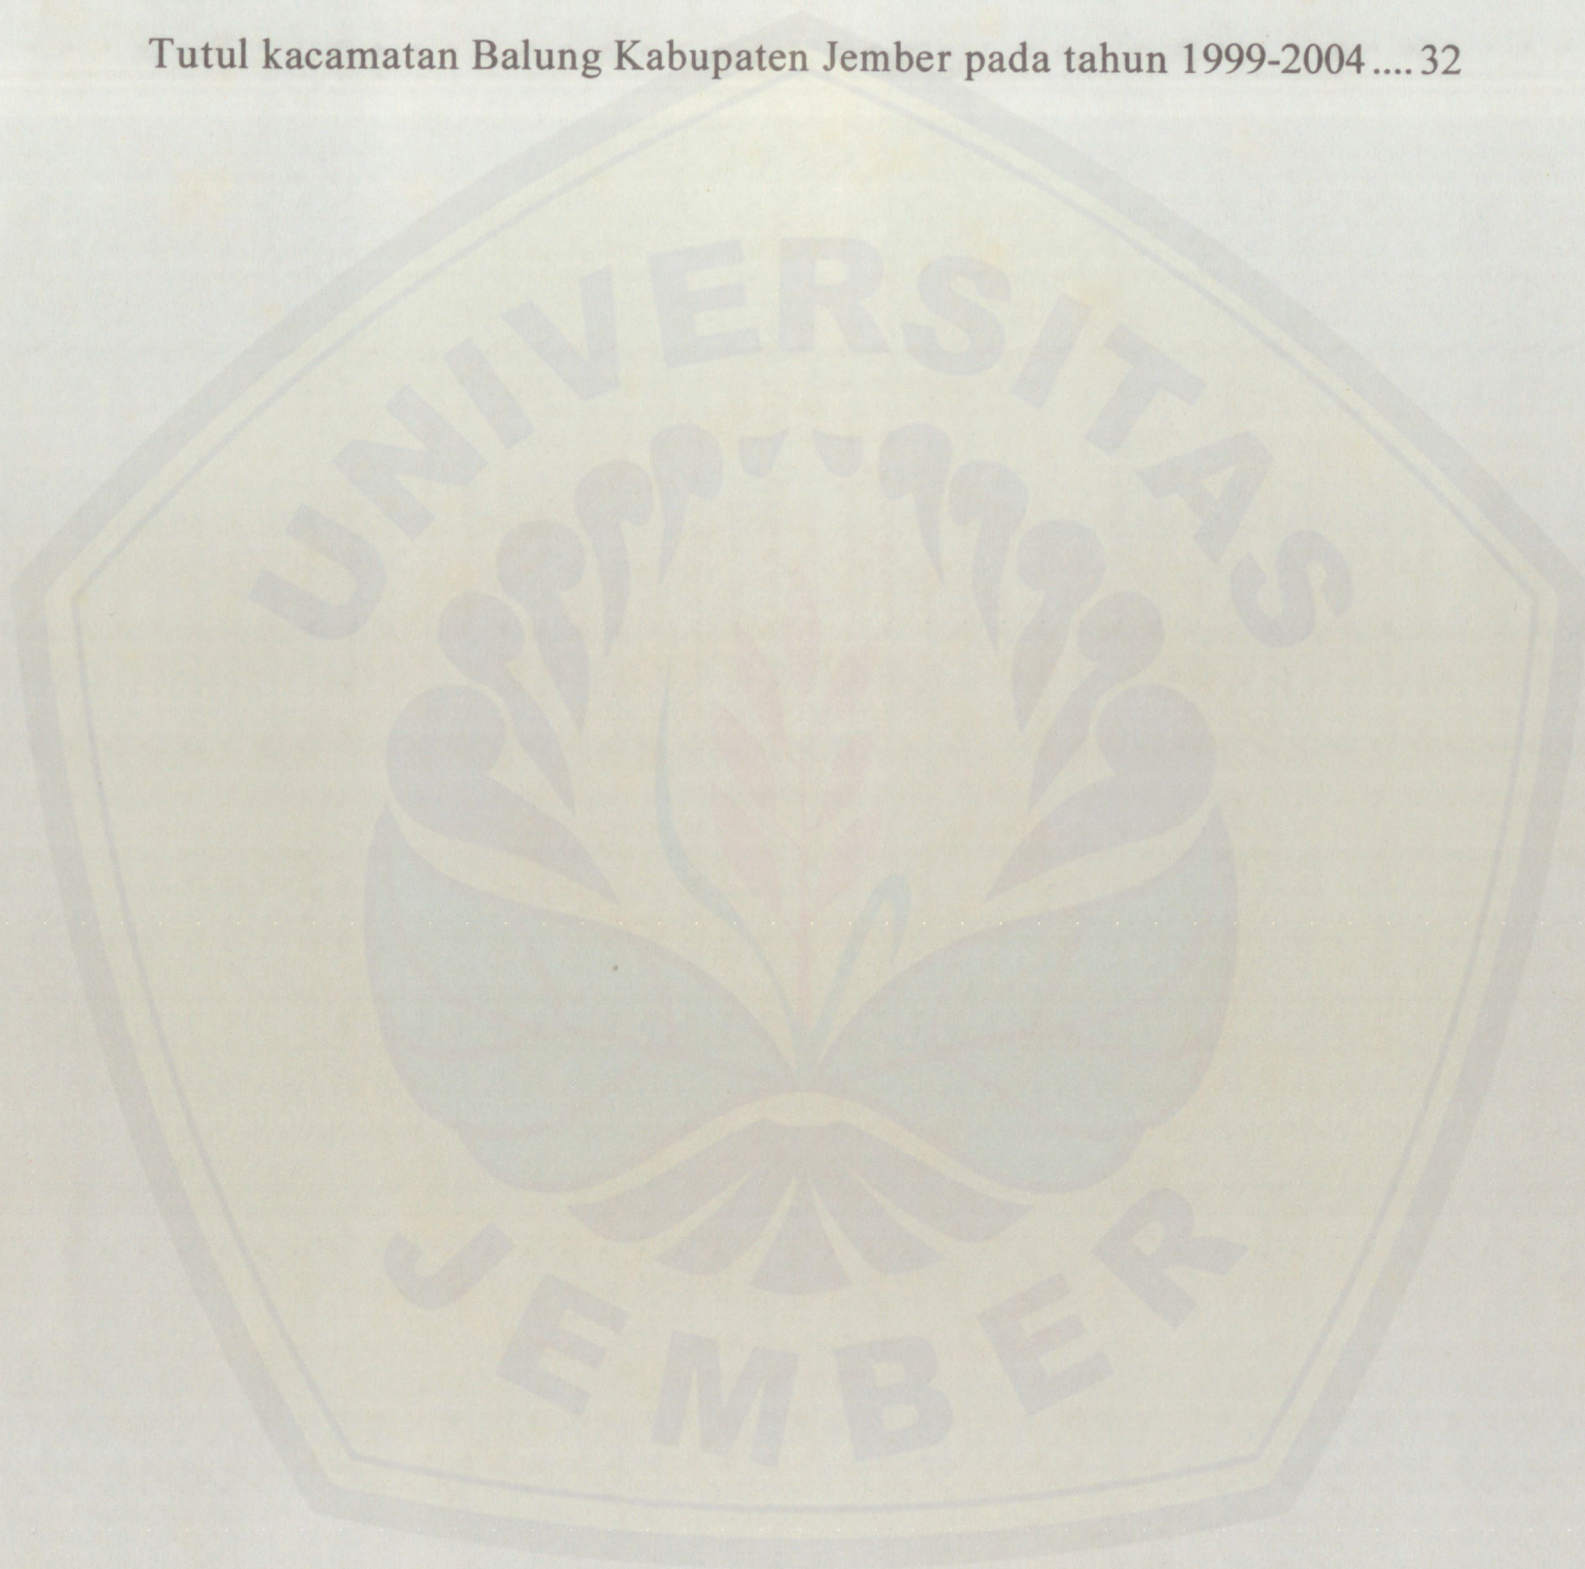 Tutul kacamatan Balung Kabupaten Jember pada tahun 1999-2004 .... 32
UNIVERSITAS
JEMBER